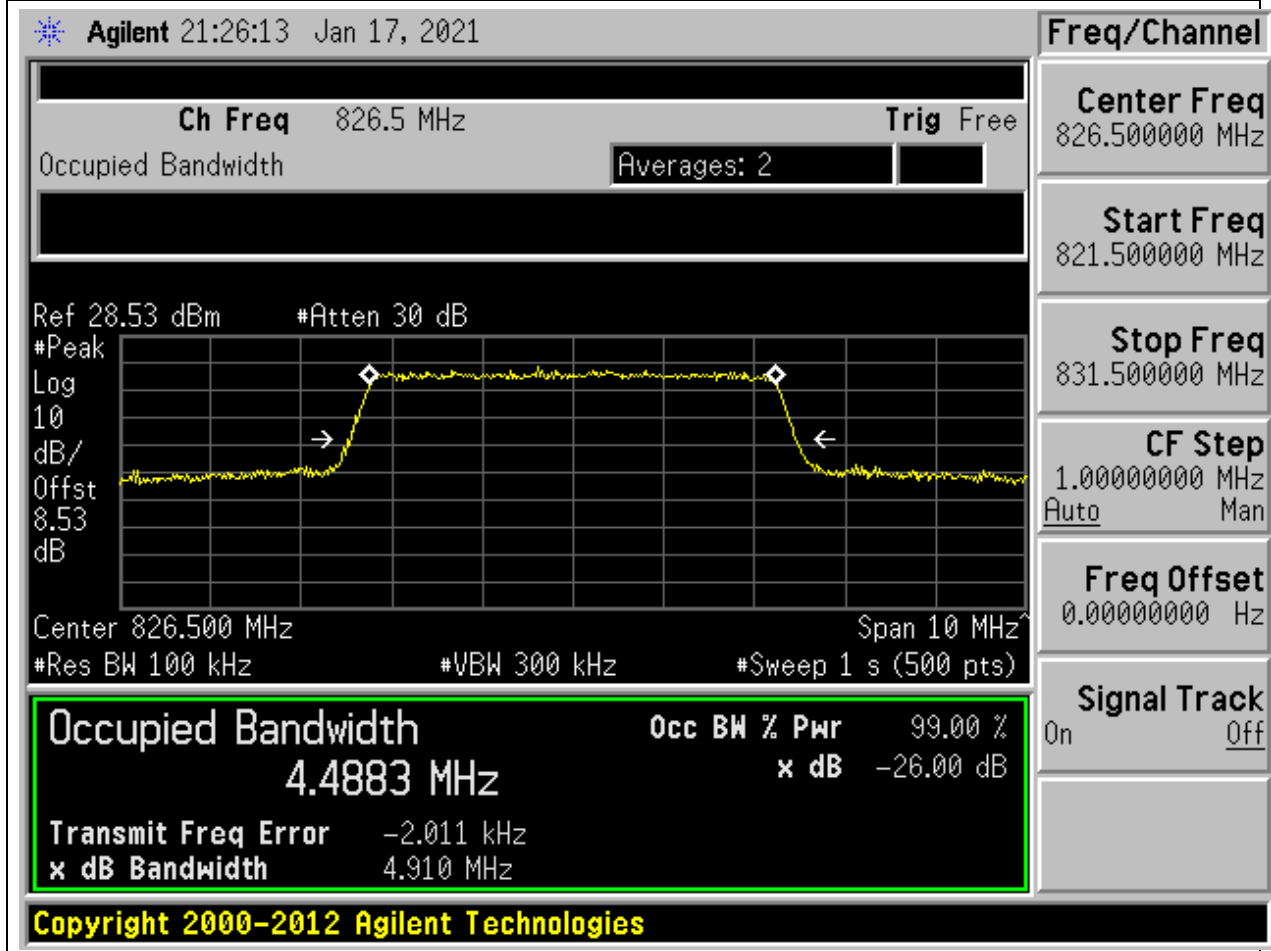 Agilent 21:26:13 Jan 17, 2021
Freq/Channel
Ch Freq 826.5 MHz Trig Free
Occupied Bandwidth Averages: 2
Ref 28.53 dBm #Atten 30 dB
#Peak
Log
10
dB/
Offst
8.53
dB
Center 826.500 MHz Span 10 MHz^
#Res BW 100 kHz #VBW 300 kHz #Sweep 1 s (500 pts)
Occupied Bandwidth Occ BW % Pwr 99.00 %
4.4883 MHz x dB -26.00 dB
Transmit Freq Error -2.011 kHz
x dB Bandwidth 4.910 MHz
Center Freq
826.500000 MHz
Start Freq
821.500000 MHz
Stop Freq
831.500000 MHz
CF Step
1.00000000 MHz
Auto Man
Freq Offset
0.00000000 Hz
Signal Track
On Off
Copyright 2000-2012 Agilent Technologies